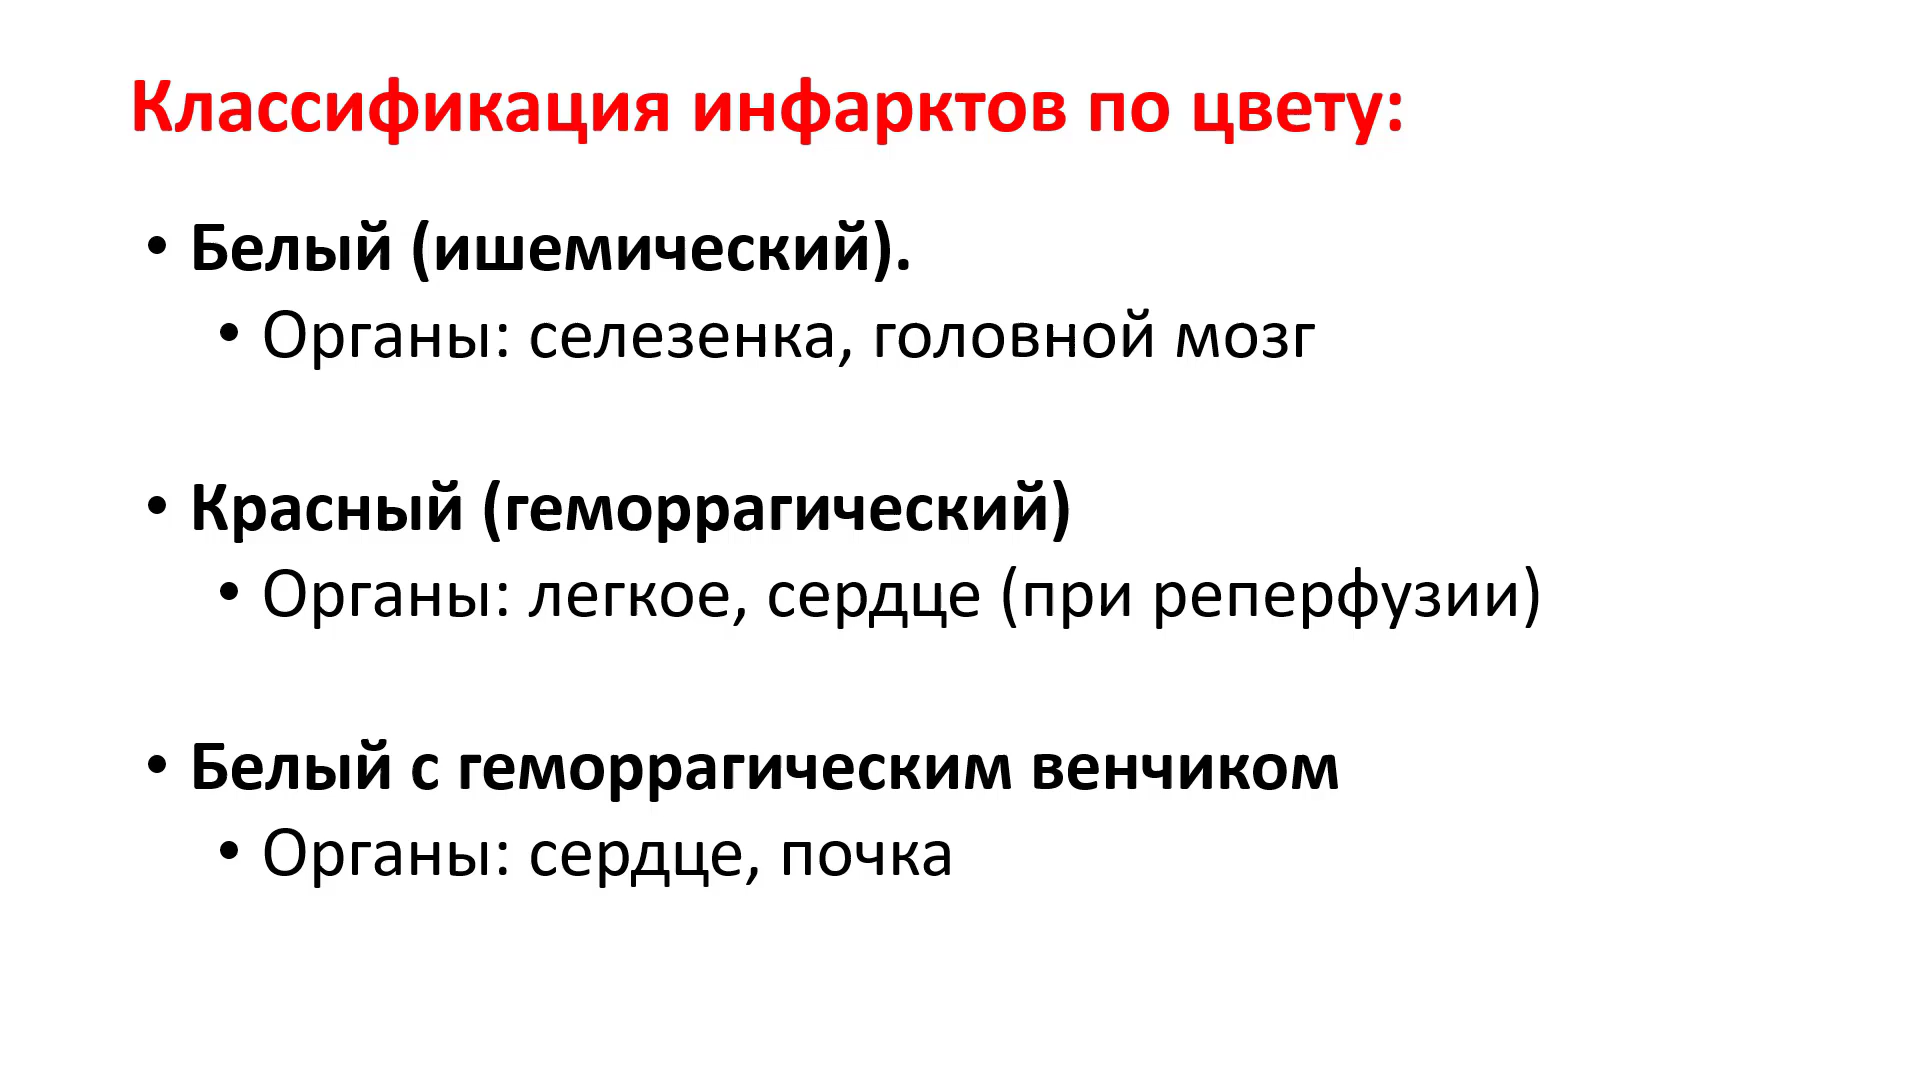 Классификация инфарктов по цвету:
• Белый (ишемический).
• Органы: селезенка, головной мозг
• Красный (геморрагический)
• Органы: легкое, сердце (при реперфузии)
• Белый с геморрагическим венчиком
• Органы: сердце, почка